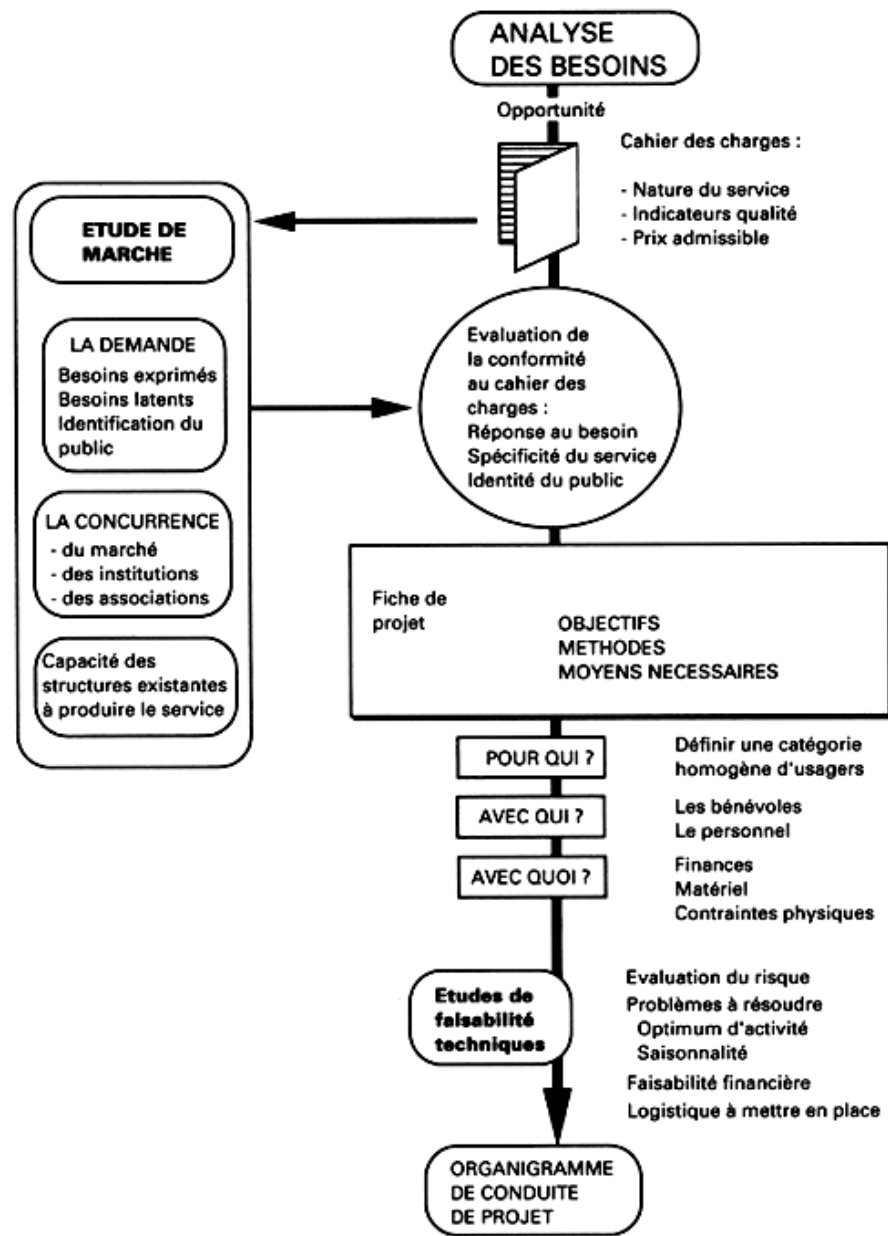 ANALYSE
DES BESOINS
Opportunité
Cahier des charges :
- Nature du service
- Indicateurs qualité
- Prix admissible
ETUDE DE
MARCHE
LA DEMANDE
Besoins exprimés
Besoins latents
Identification du
public
LA CONCURRENCE
- du marché
- des institutions
- des associations
Capacité des
structures existantes
à produire le service
Evaluation de
la conformité
au cahier des
charges :
Réponse au besoin
Spécificité du service
Identité du public
Fiche de
projet
OBJECTIFS
METHODES
MOYENS NECESSAIRES
POUR QUI ?
Définir une catégorie
homogène d'usagers
AVEC QUI ?
Les bénévoles
Le personnel
AVEC QUOI ?
Finances
Matériel
Contraintes physiques
Etudes de
faisabilité
techniques
Evaluation du risque
Problèmes à résoudre
Optimum d'activité
Saisonnalité
Faisabilité financière
Logistique à mettre en place
ORGANIGRAMME
DE CONDUITE
DE PROJET